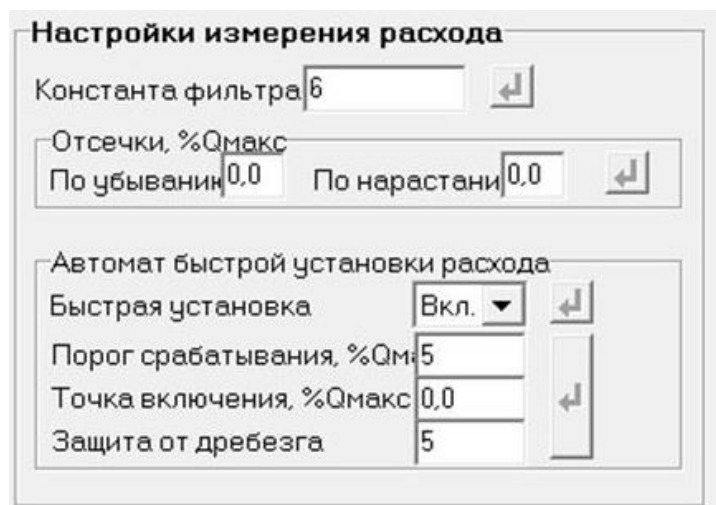 Настройки измерения расхода
Константа фильтра 6
Отсечки, %Qмакс
По убывани 0,0 По нарастани 0,0
Автомат быстрой установки расхода
Быстрая установка Вкл.
Порог срабатывания, %Qма 5
Точка включения, %Qмакс 0,0
Защита от дребезга 5